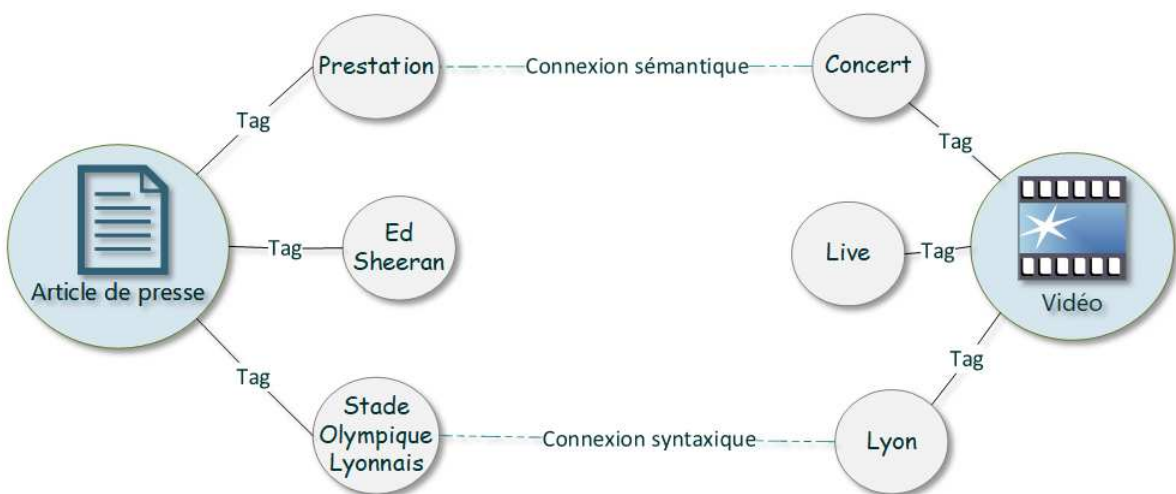 Prestation
Connexion sémantique
Concert
Tag
Tag
Article de presse
Tag
Ed
Sheeran
Live
Tag
Vidéo
Tag
Tag
Stade
Olympique
Lyonnais
Connexion syntaxique
Lyon